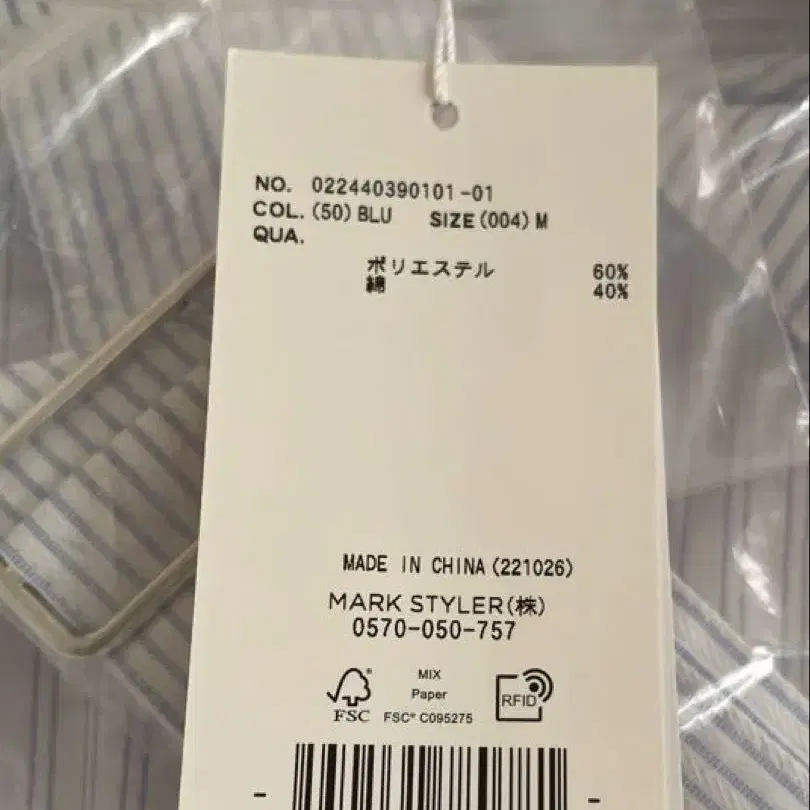 NO. 022440390101-01
COL. (50) BLU SIZE (004) M
QUA.
ポリエステル 60%
綿 40%
MADE IN CHINA (221026)
MARK STYLER(株)
0570-050-757
FSC
MIX
Paper
FSC® C095275
RFID